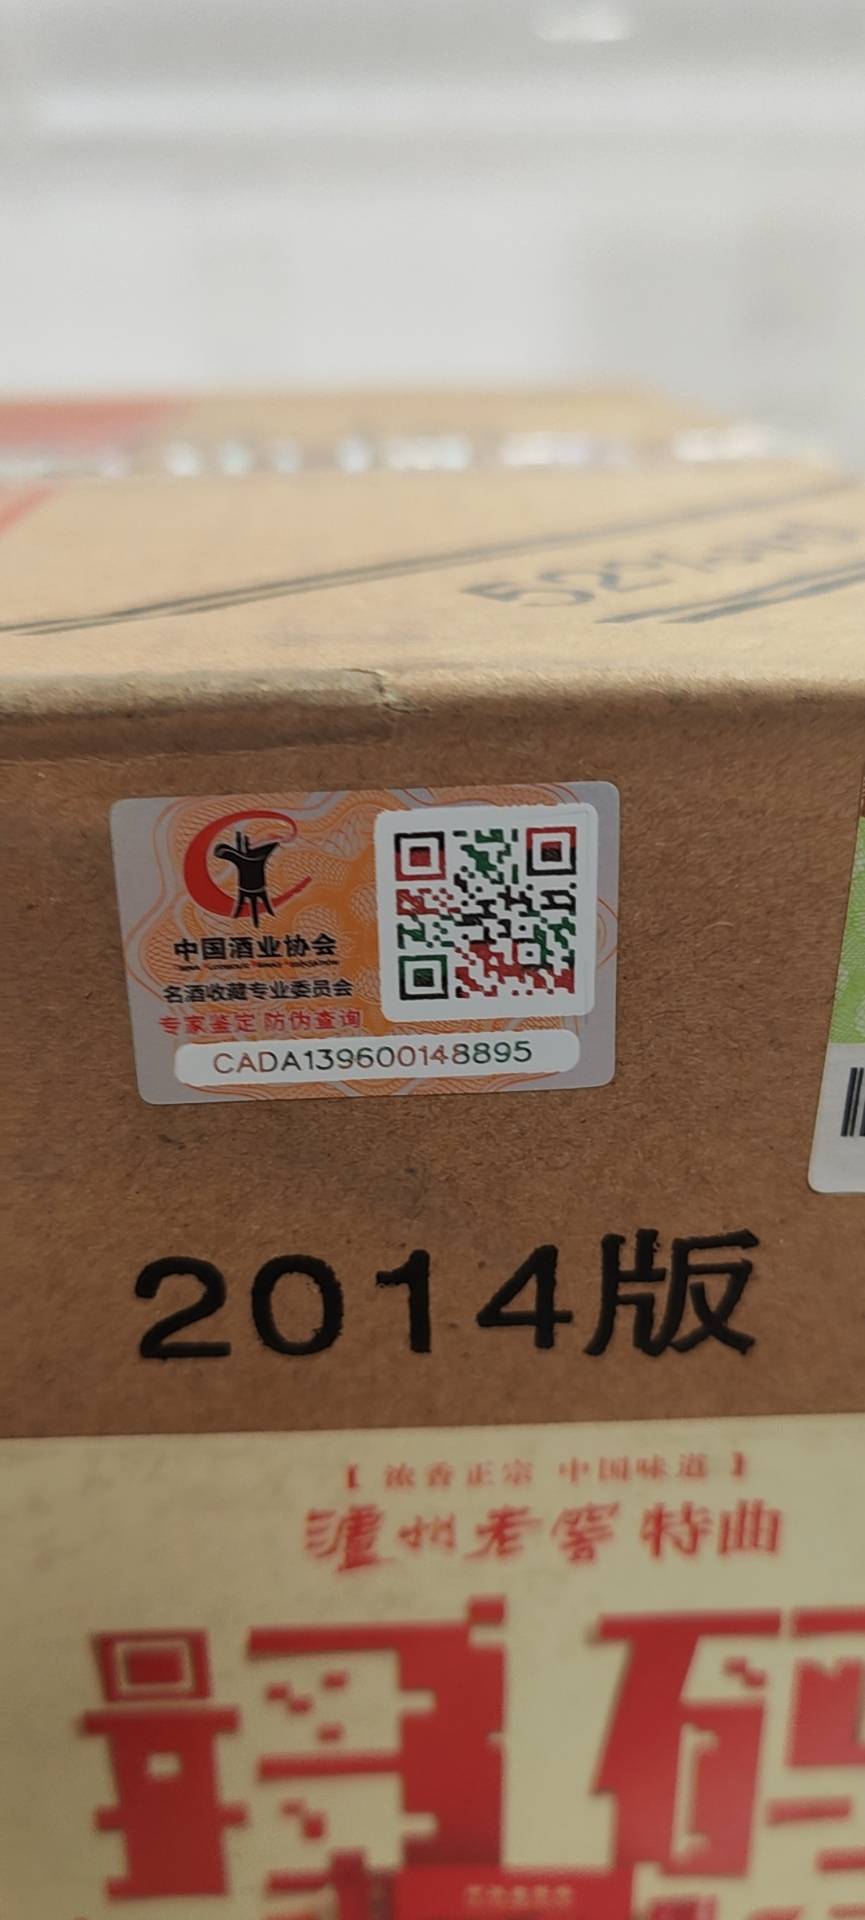 中国酒业协会
名酒收藏专业委员会
专家鉴定 防伪查询
CADA139600148895
2014版
【浓香正宗 中国味道】
泸州老窖特曲
扫码